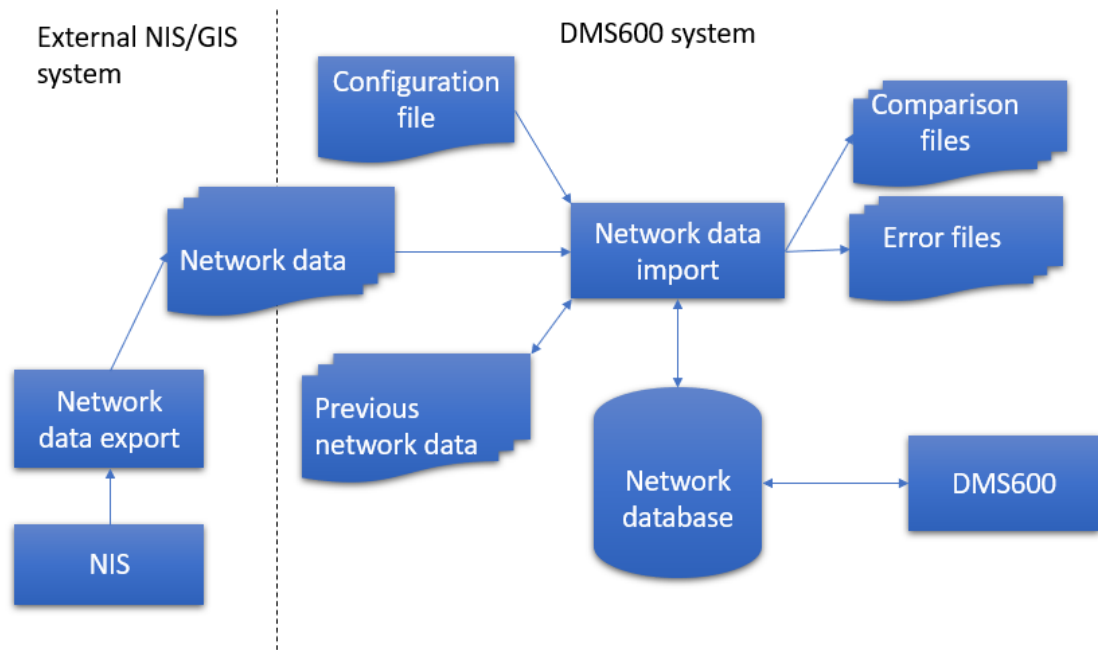 External NIS/GIS
system
DMS600 system
Configuration
file
Comparison
files
Network data
Network data
import
Error files
Network
data export
Previous
network data
Network
database
DMS600
NIS